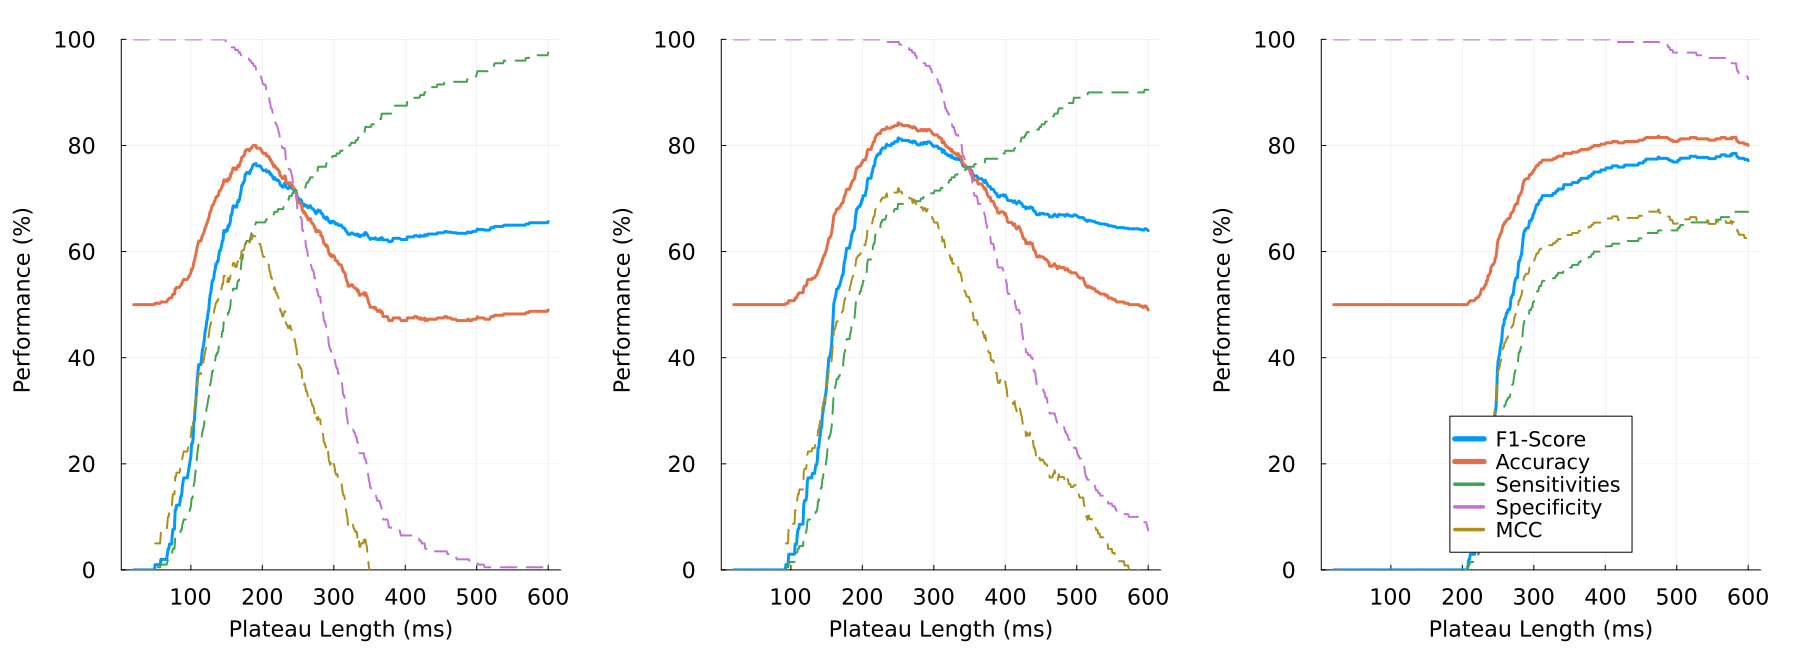 100
80
60
40
20
0
Performance (%)
100 200 300 400 500 600
Plateau Length (ms)
100
80
60
40
20
0
Performance (%)
100 200 300 400 500 600
Plateau Length (ms)
100
80
60
40
20
0
Performance (%)
F1-Score
Accuracy
Sensitivities
Specificity
MCC
100 200 300 400 500 600
Plateau Length (ms)